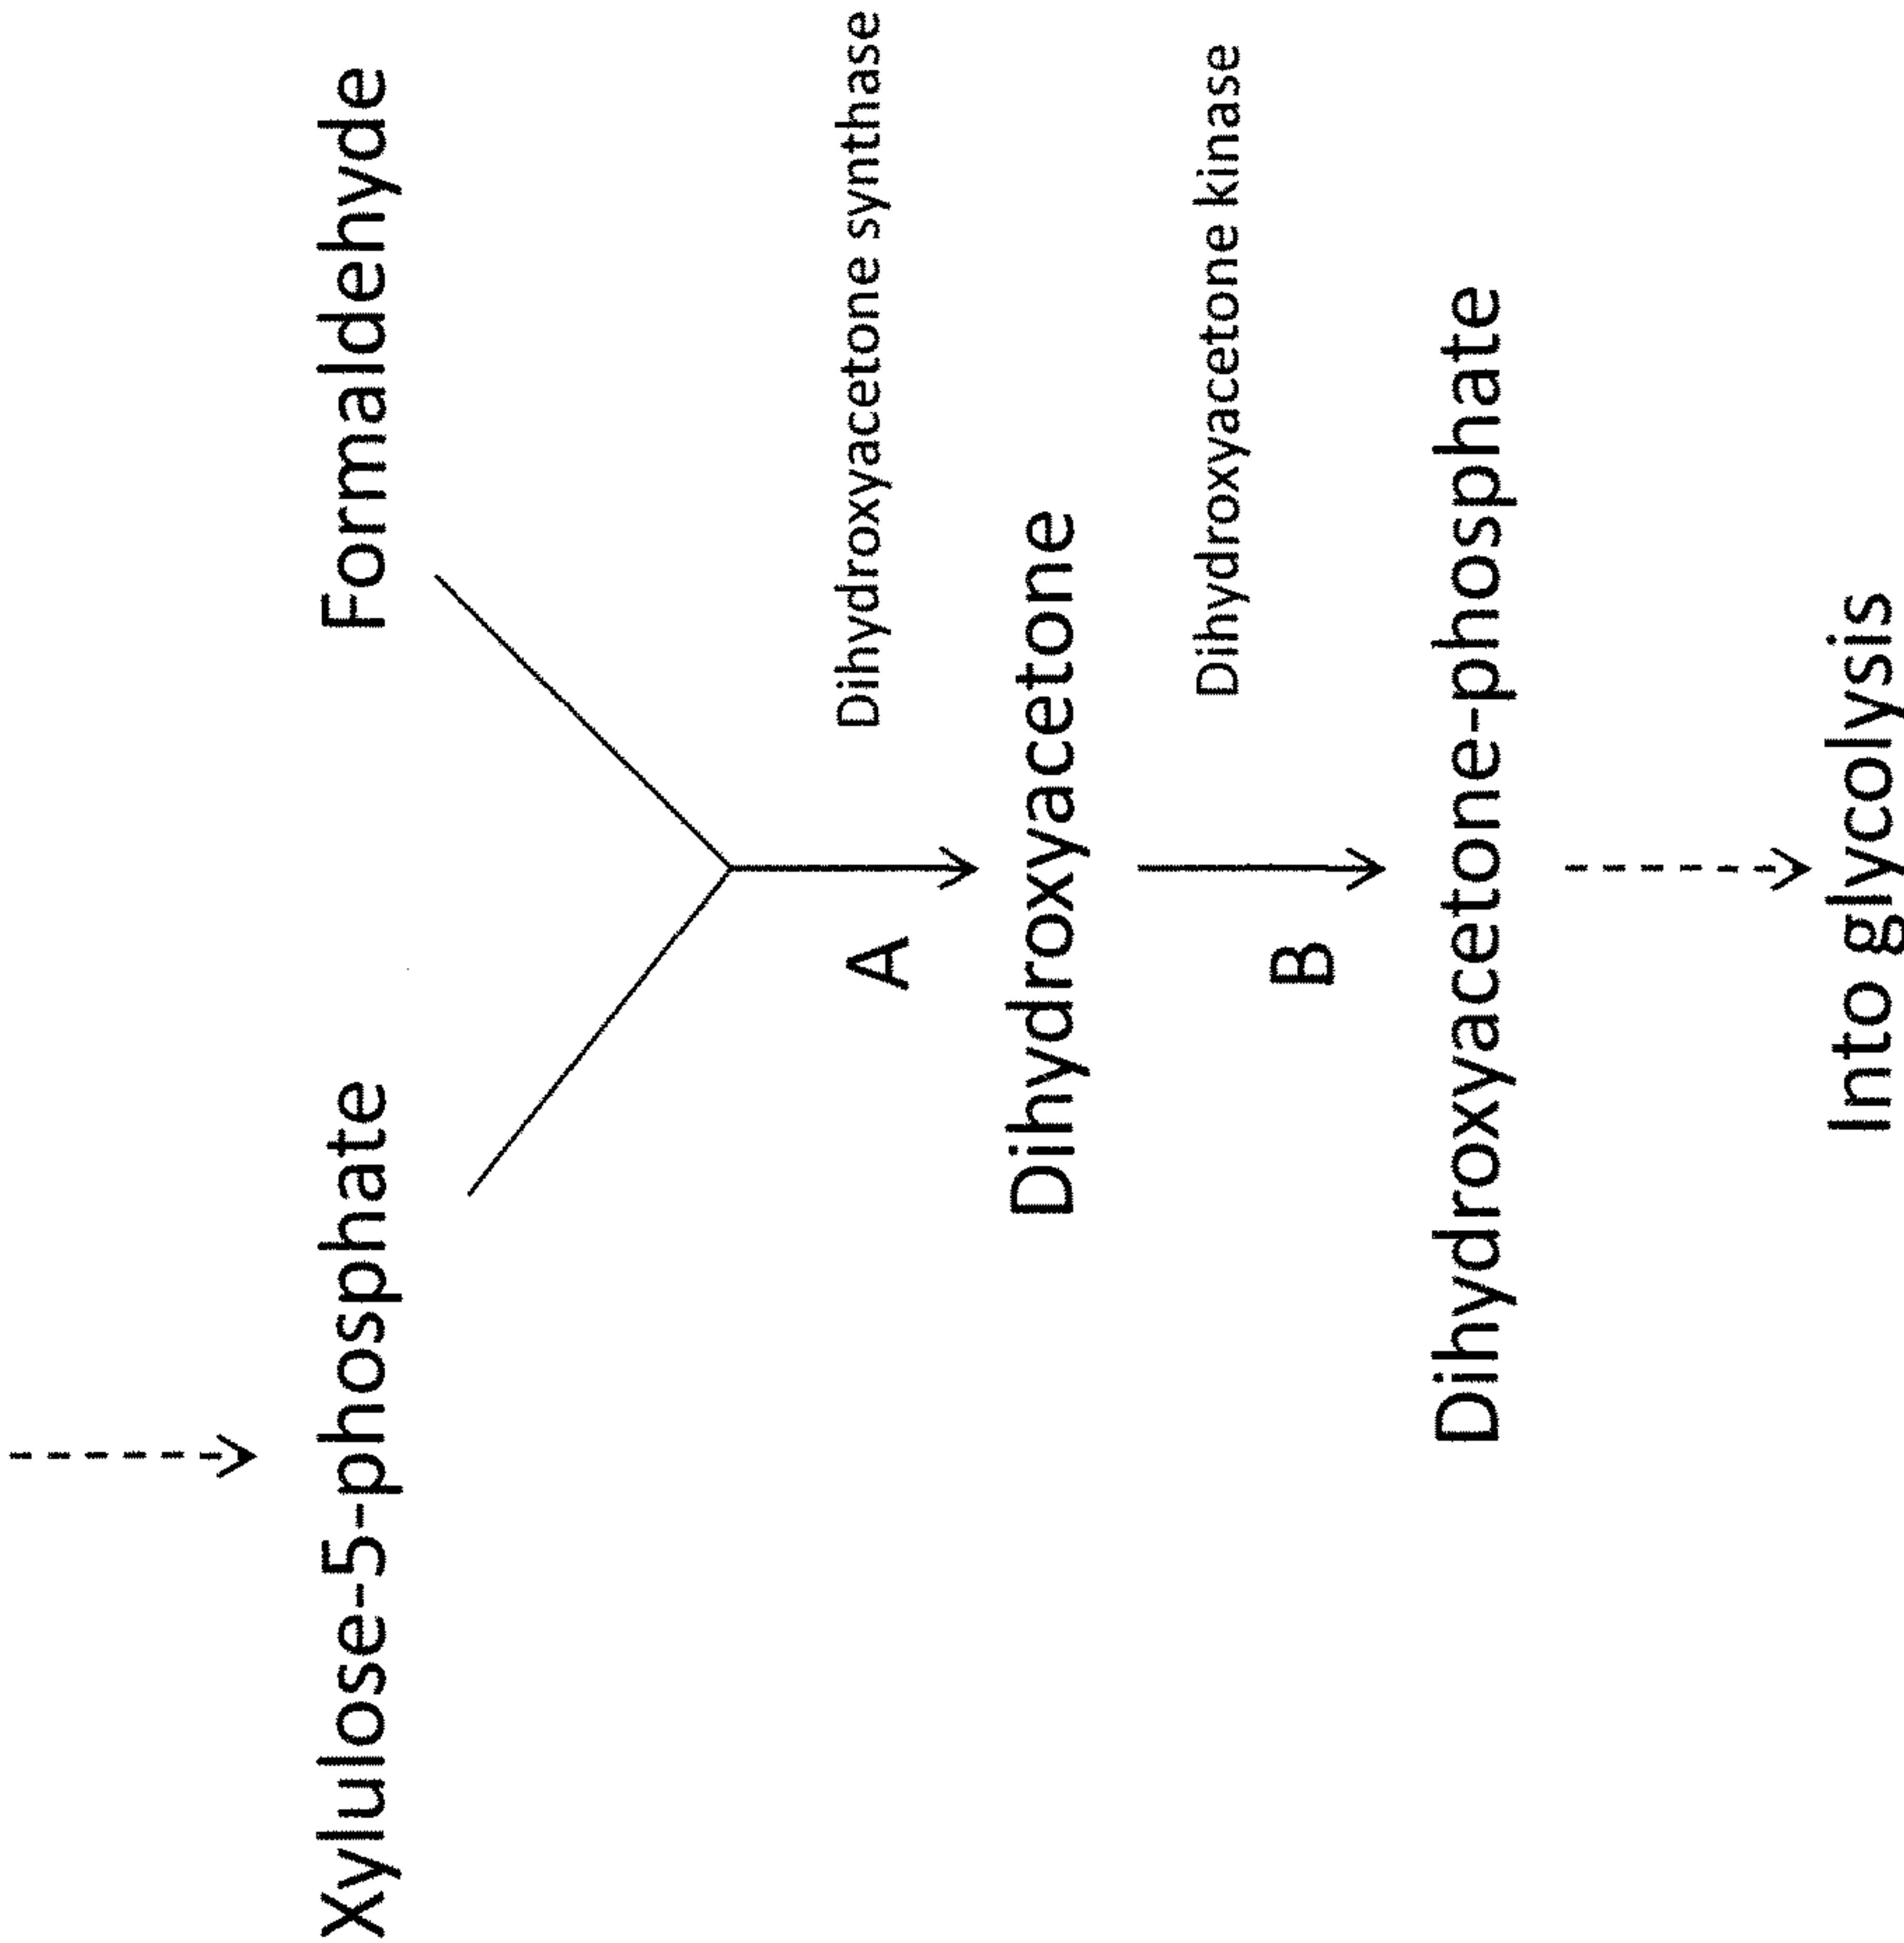 Xylulose-5-phosphate
Formaldehyde
A
Dihydroxyacetone synthase
Dihydroxyacetone
B
Dihydroxyacetone kinase
Dihydroxyacetone-phosphate
Into glycolysis